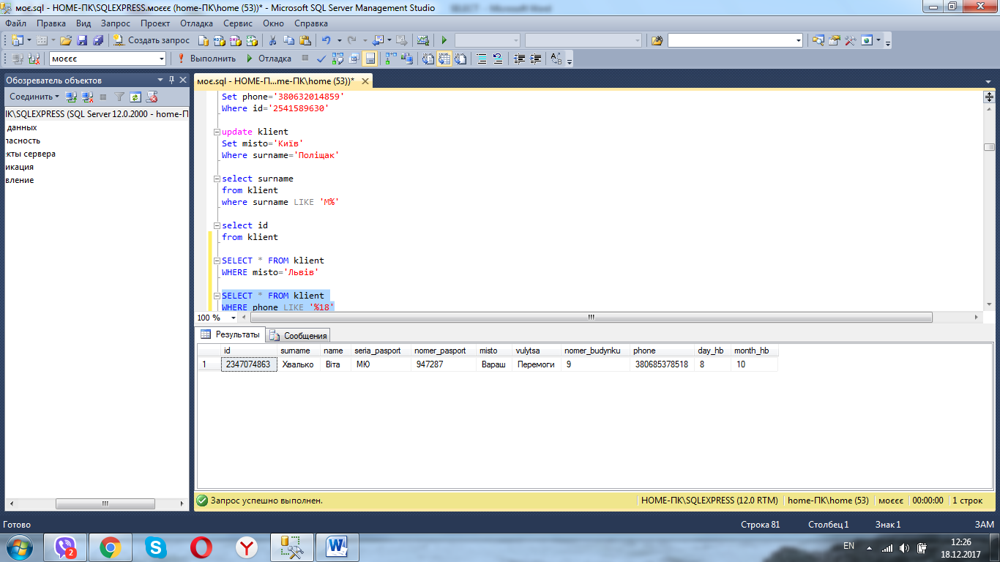 моє.sql - HOME-ПК\SQLEXPRESS.моєєє (home-ПК\home (53))* - Microsoft SQL Server Management Studio
Файл Правка Вид Запрос Проект Отладка Сервис Окно Справка
Создать запрос
моєєє Выполнить Отладка
Обозреватель объектов
моє.sql - HOME-П...me-ПК\home (53))*
Соединить
ІК\SQLEXPRESS (SQL Server 12.0.2000 - home-П
данных
пасность
екты сервера
икация
вление
Set phone='380632014859'
Where id='2541589630'
update klient
Set misto='Київ'
Where surname='Поліщак'
select surname
from klient
where surname LIKE 'М%'
select id
from klient
SELECT * FROM klient
WHERE misto='Львів'
SELECT * FROM klient
WHERE phone LIKE '%18'
100 %
Результаты Сообщения
id surname name seria_pasport nomer_pasport misto vulytsa nomer_budynku phone day_hb month_hb
1 2347074863 Хвалько Віта МЮ 947287 Вараш Перемоги 9 380685378518 8 10
Запрос успешно выполнен. HOME-ПК\SQLEXPRESS (12.0 RTM) home-ПК\home (53) моєєє 00:00:00 1 строк
Готово Строка 81 Столбец 1 Знак 1 ЗАМ
2
EN
12:26
18.12.2017